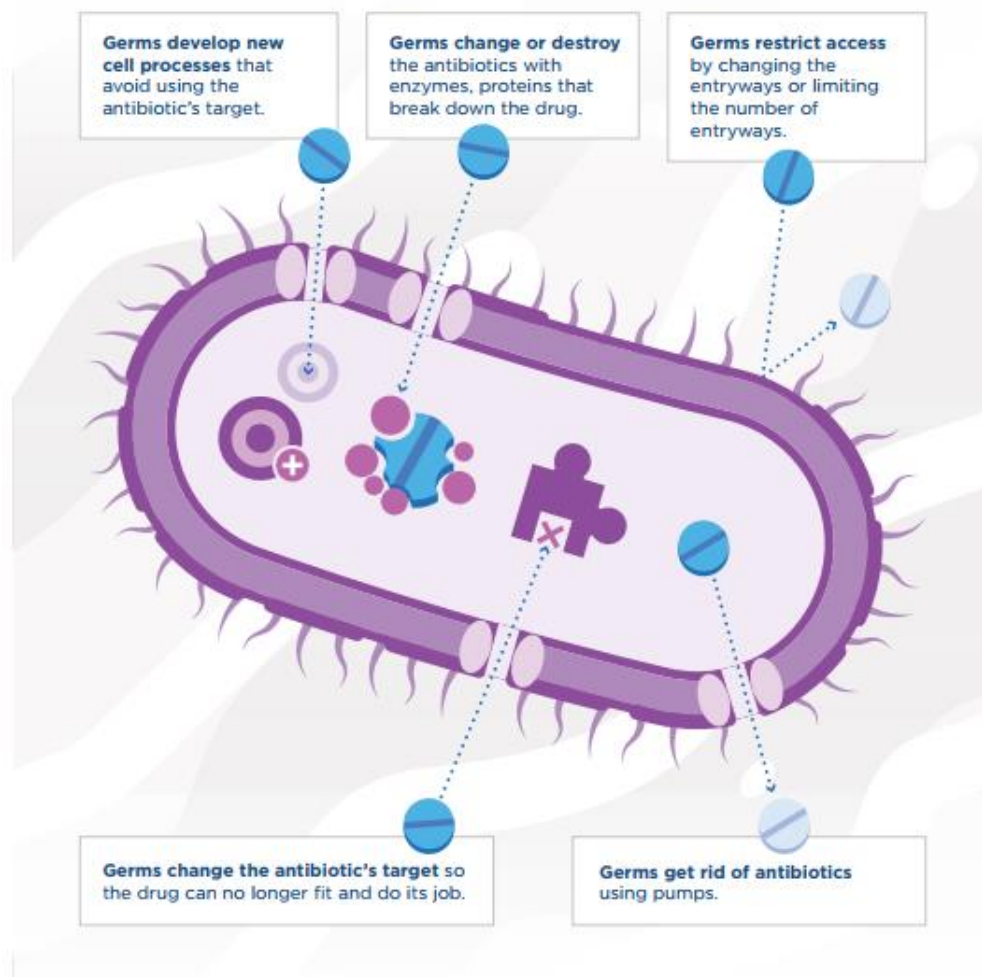 Germs develop new
cell processes that
avoid using the
antibiotic's target.
Germs change or destroy
the antibiotics with
enzymes, proteins that
break down the drug.
Germs restrict access
by changing the
entryways or limiting
the number of
entryways.
Germs change the antibiotic's target so
the drug can no longer fit and do its job.
Germs get rid of antibiotics
using pumps.